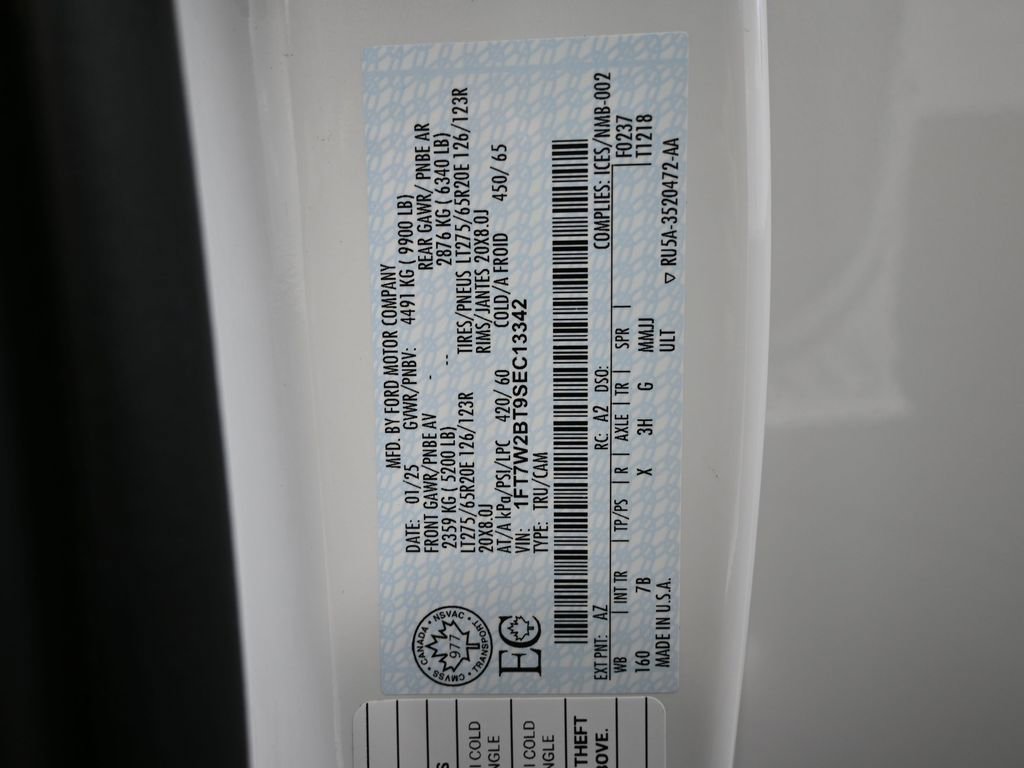 MFD. BY FORD MOTOR COMPANY
DATE: 01/25 GWVR/PNBV: 4491 KG ( 9900 LB)
FRONT GAWR/PNBE AV - REAR GAWR/ PNBE AR
2359 KG ( 5200 LB) -- 2876 KG ( 6340 LB)
LT275/65R20E 126/123R TIRES/PNEUS LT275/65R20E 126/123R
20X8.0J RIMS/JANTES 20X8.0J
AT/A kPa/PSI/LPC 420/ 60 COLD/A FROID 450/ 65
VIN: 1FT7W2BT9SEC13342
TYPE: TRU/CAM
CANADA · NSVAC · TRANSPORT · CMVSS ·
977
EC
EXT PNT: AZ RC: A2 DSO: COMPLIES: ICES/NMB-002
WB | INT TR | TP/PS | R | AXLE | TR | SPR | F0237
160 7B X 3H G MMJJ T1218
MADE IN U.S.A. ULT ▽ RU5A-3520472-AA
S
I COLD
NGLE
I COLD
NGLE
THEFT
BOVE.